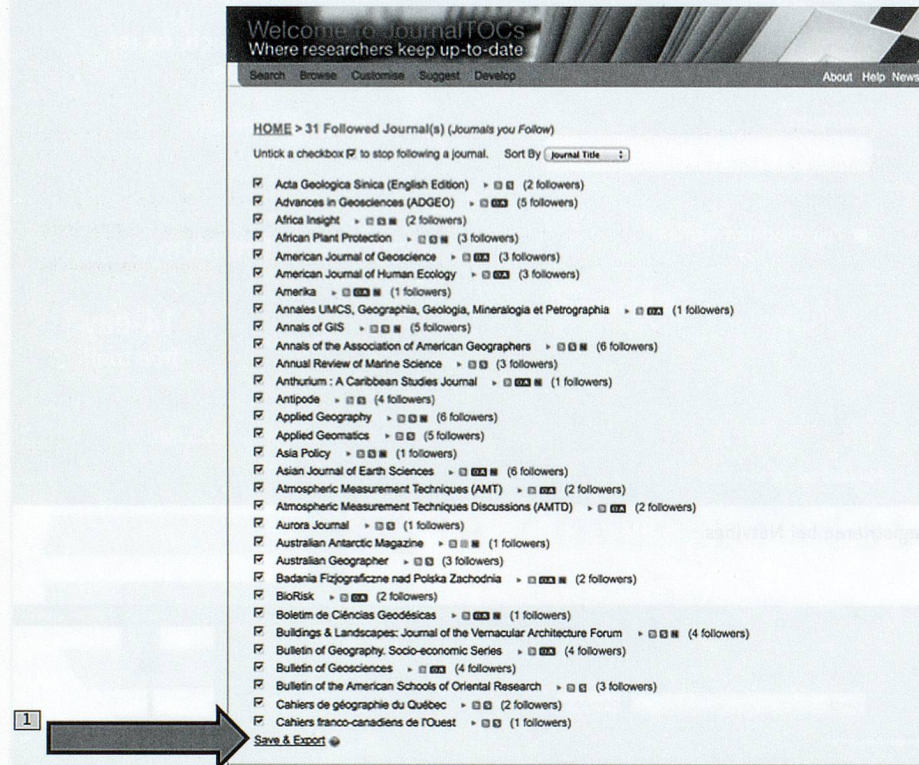 Welcome to JournalTOCs
Where researchers keep up-to-date
Search Browse Customise Suggest Develop About Help News
HOME > 31 Followed Journal(s) (Journals you Follow)
Untick a checkbox to stop following a journal. Sort By Journal Title
Acta Geologica Sinica (English Edition) (2 followers)
Advances in Geosciences (ADGEO) (5 followers)
Africa Insight (2 followers)
African Plant Protection (3 followers)
American Journal of Geoscience (3 followers)
American Journal of Human Ecology (3 followers)
Amerika (1 followers)
Annales UMCS, Geographia, Geologia, Mineralogia et Petrographia (1 followers)
Annals of GIS (5 followers)
Annals of the Association of American Geographers (6 followers)
Annual Review of Marine Science (3 followers)
Anthurium : A Caribbean Studies Journal (1 followers)
Antipode (4 followers)
Applied Geography (6 followers)
Applied Geomatics (5 followers)
Asia Policy (1 followers)
Asian Journal of Earth Sciences (6 followers)
Atmospheric Measurement Techniques (AMT) (2 followers)
Atmospheric Measurement Techniques Discussions (AMTD) (2 followers)
Aurora Journal (1 followers)
Australian Antarctic Magazine (1 followers)
Australian Geographer (3 followers)
Badania Fizjograficzne nad Polska Zachodnia (2 followers)
BioRisk (2 followers)
Boletim de Ciências Geodésicas (1 followers)
Buildings & Landscapes: Journal of the Vernacular Architecture Forum (4 followers)
Bulletin of Geography. Socio-economic Series (4 followers)
Bulletin of Geosciences (4 followers)
Bulletin of the American Schools of Oriental Research (3 followers)
Cahiers de géographie du Québec (2 followers)
Cahiers franco-canadiens de l'Ouest (1 followers)
1
Save & Export